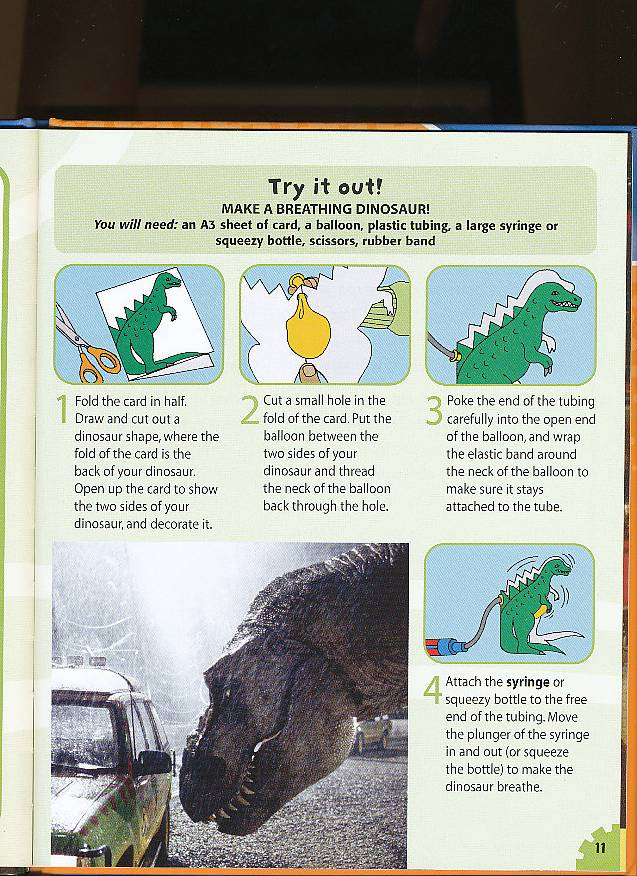 Try it out!
MAKE A BREATHING DINOSAUR!
You will need: an A3 sheet of card, a balloon, plastic tubing, a large syringe or
squeezy bottle, scissors, rubber band
1 Fold the card in half.
Draw and cut out a
dinosaur shape, where the
fold of the card is the
back of your dinosaur.
Open up the card to show
the two sides of your
dinosaur, and decorate it.
2 Cut a small hole in the
fold of the card. Put the
balloon between the
two sides of your
dinosaur and thread
the neck of the balloon
back through the hole.
3 Poke the end of the tubing
carefully into the open end
of the balloon, and wrap
the elastic band around
the neck of the balloon to
make sure it stays
attached to the tube.
4 Attach the syringe or
squeezy bottle to the free
end of the tubing. Move
the plunger of the syringe
in and out (or squeeze
the bottle) to make the
dinosaur breathe.
11